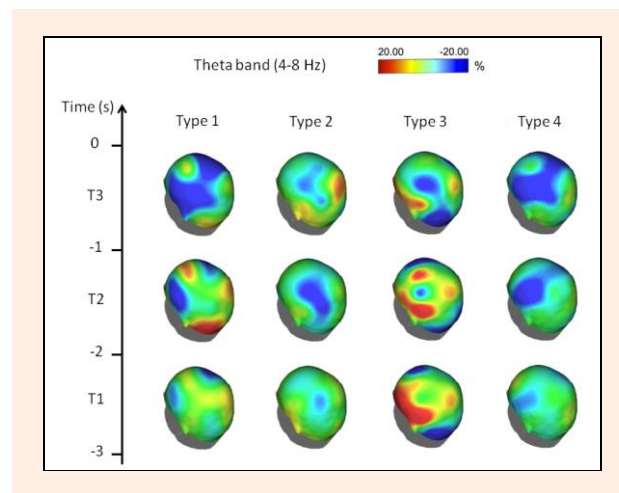 Theta band (4-8 Hz)
20.00 -20.00
%
Time (s)
Type 1 Type 2 Type 3 Type 4
0
T3
-1
T2
-2
T1
-3